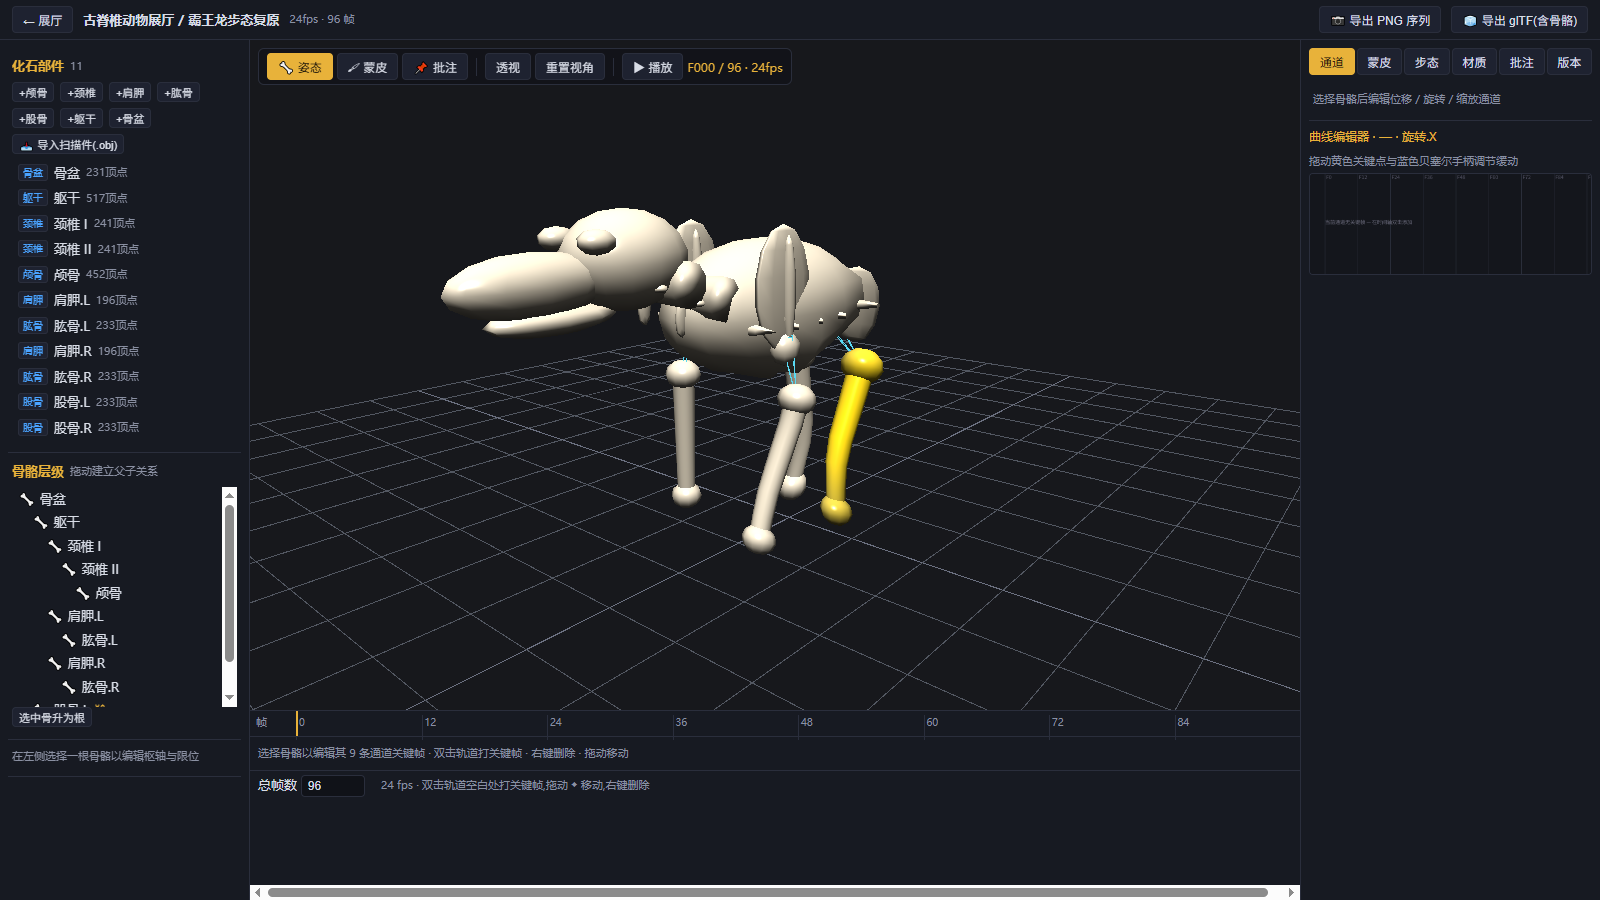 ←展厅 古脊椎动物展厅 / 霸王龙步态复原 24fps · 96 帧 导出 PNG 序列 导出 glTF(含骨骼)
化石部件 11
+颅骨 +颈椎 +肩胛 +肱骨
+股骨 +躯干 +骨盆
导入扫描件(.obj)
骨盆 骨盆 231顶点
躯干 躯干 517顶点
颈椎 颈椎 I 241顶点
颈椎 颈椎 II 241顶点
颅骨 颅骨 452顶点
肩胛 肩胛.L 196顶点
肱骨 肱骨.L 233顶点
肩胛 肩胛.R 196顶点
肱骨 肱骨.R 233顶点
股骨 股骨.L 233顶点
股骨 股骨.R 233顶点
骨骼层级 拖动建立父子关系
骨盆
躯干
颈椎 I
颈椎 II
颅骨
肩胛.L
肱骨.L
肩胛.R
肱骨.R
选中骨升为根
在左侧选择一根骨骼以编辑枢轴与限位
姿态 蒙皮 批注 透视 重置视角 ▶ 播放 F000 / 96 · 24fps
帧 0 12 24 36 48 60 72 84
选择骨骼以编辑其 9 条通道关键帧 · 双击轨道打关键帧 · 右键删除 · 拖动移动
总帧数 96 24 fps · 双击轨道空白处打关键帧,拖动 ◆ 移动,右键删除
通道 蒙皮 步态 材质 批注 版本
选择骨骼后编辑位移 / 旋转 / 缩放通道
曲线编辑器 · — · 旋转.X
拖动黄色关键点与蓝色贝塞尔手柄调节缓动